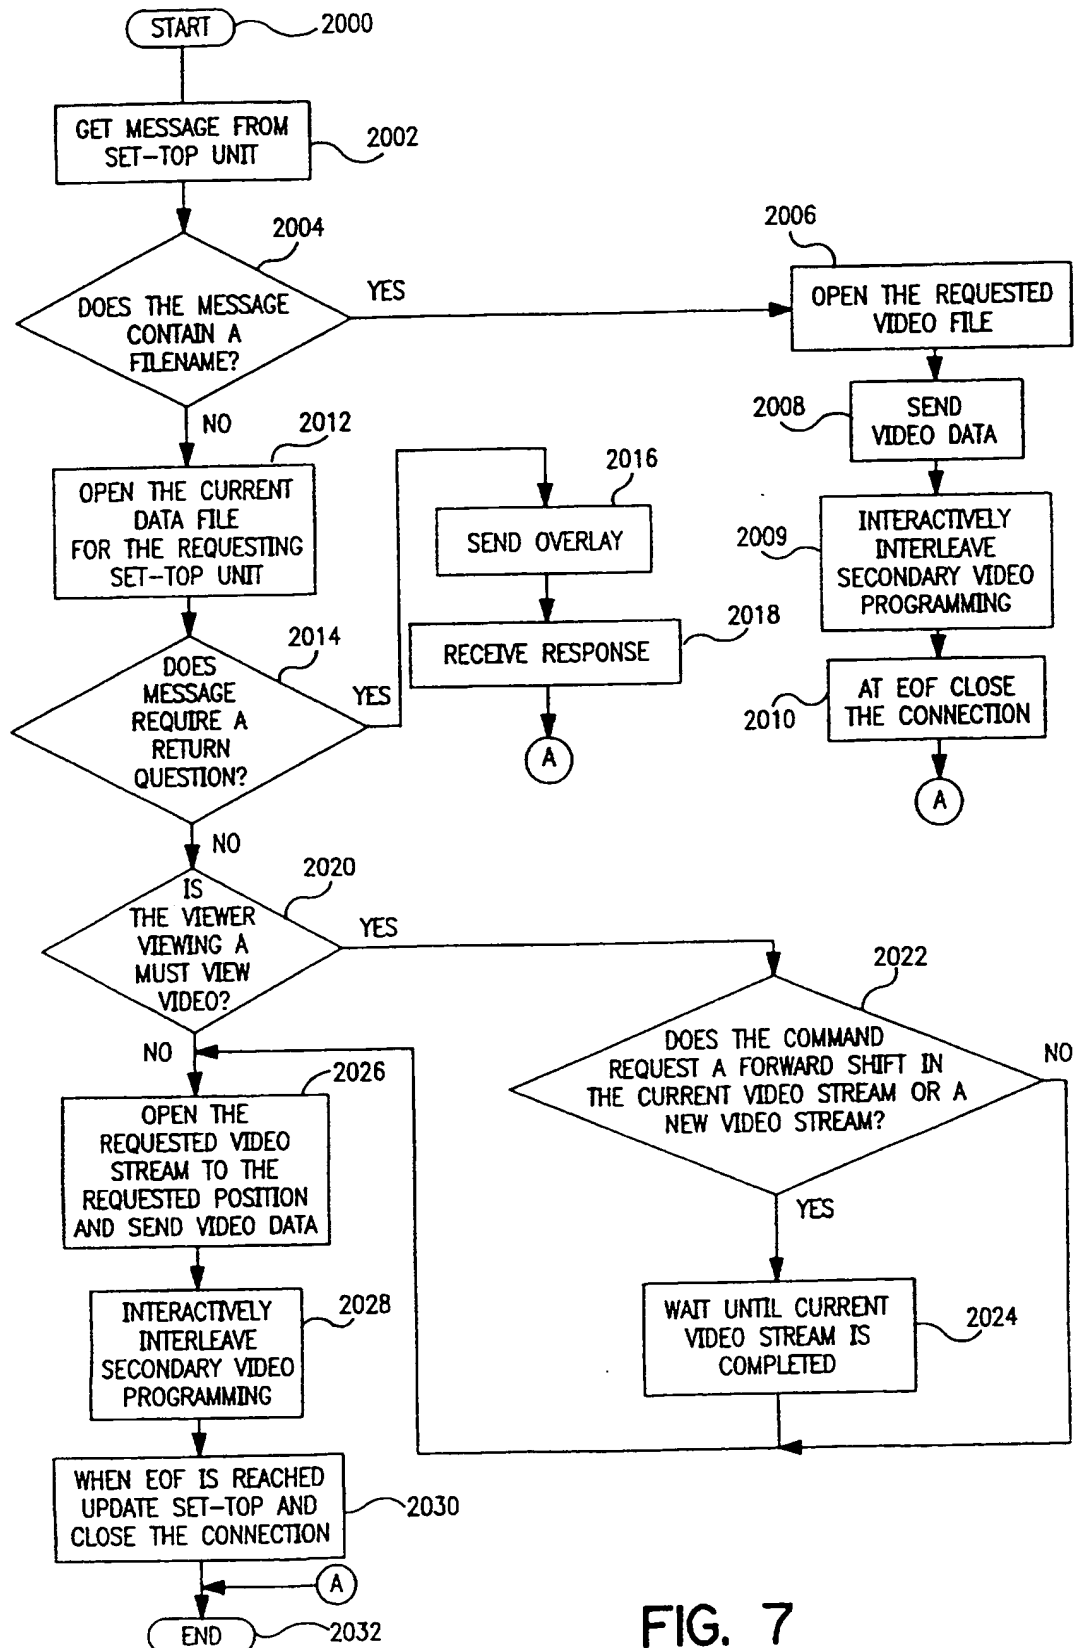 START
2000
GET MESSAGE FROM
SET-TOP UNIT
2002
2004
DOES THE MESSAGE
CONTAIN A
FILENAME?
YES
NO
2006
OPEN THE REQUESTED
VIDEO FILE
2008
SEND
VIDEO DATA
2009
INTERACTIVELY
INTERLEAVE
SECONDARY VIDEO
PROGRAMMING
2010
AT EOF CLOSE
THE CONNECTION
A
2012
OPEN THE CURRENT
DATA FILE
FOR THE REQUESTING
SET-TOP UNIT
2014
DOES
MESSAGE
REQUIRE A
RETURN
QUESTION?
YES
NO
2016
SEND OVERLAY
2018
RECEIVE RESPONSE
A
2020
IS
THE VIEWER
VIEWING A
MUST VIEW
VIDEO?
YES
NO
2022
DOES THE COMMAND
REQUEST A FORWARD SHIFT IN
THE CURRENT VIDEO STREAM OR A
NEW VIDEO STREAM?
NO
YES
2024
WAIT UNTIL CURRENT
VIDEO STREAM IS
COMPLETED
2026
OPEN THE
REQUESTED VIDEO
STREAM TO THE
REQUESTED POSITION
AND SEND VIDEO DATA
2028
INTERACTIVELY
INTERLEAVE
SECONDARY VIDEO
PROGRAMMING
WHEN EOF IS REACHED
UPDATE SET-TOP AND
CLOSE THE CONNECTION
2030
A
END
2032
FIG. 7